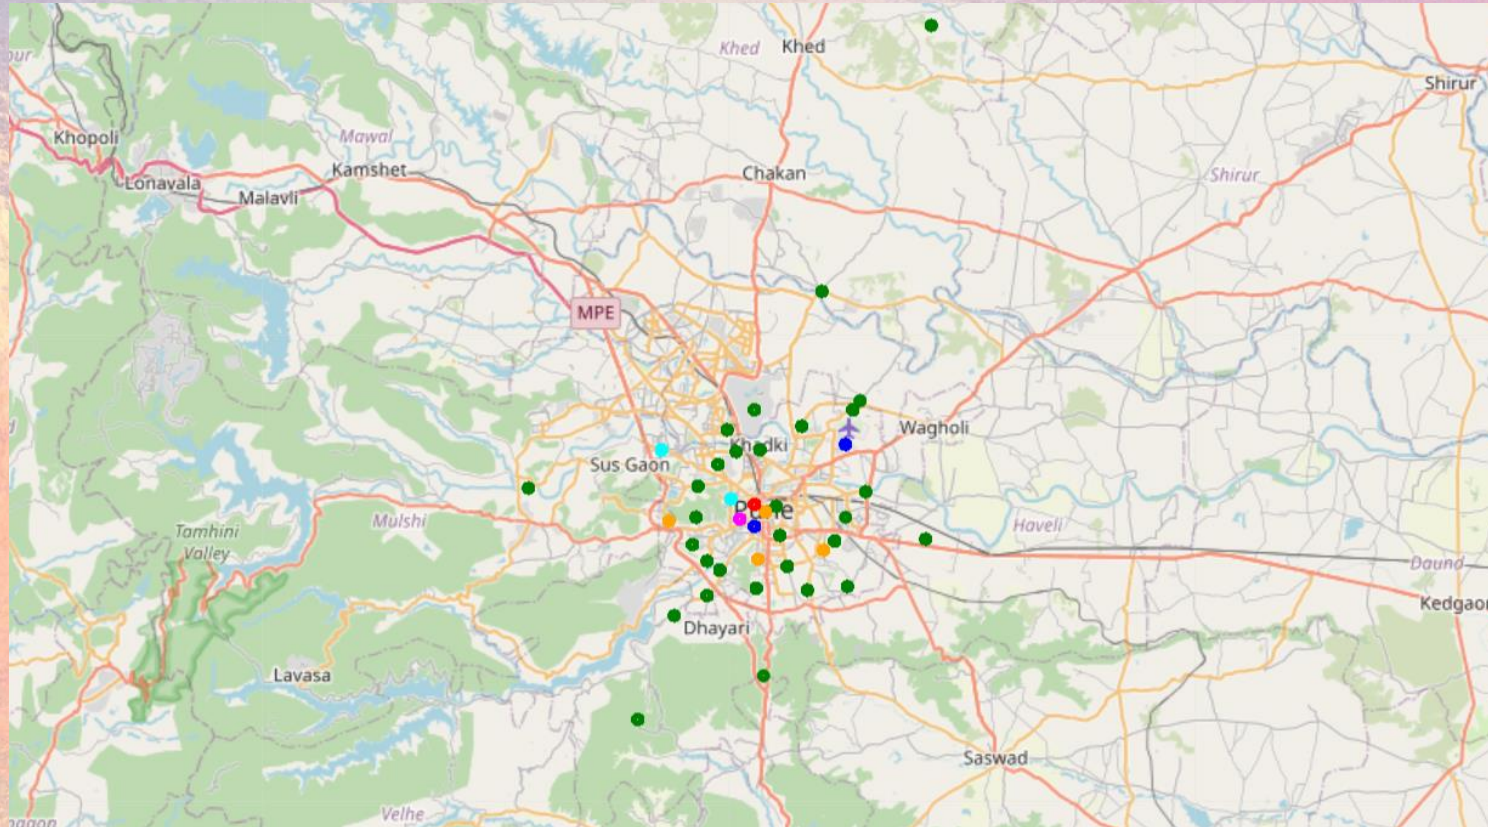 Khed
Khed
Shirur
Khopoli
Mawal
Kamshet
Chakan
Shirur
Lonavala
Malavli
MPE
Wagholi
Khadki
Sus Gaon
Pune
Mulshi
Haveli
Tamhini
Valley
Daund
Dhayari
Lavasa
Saswad
Velhe